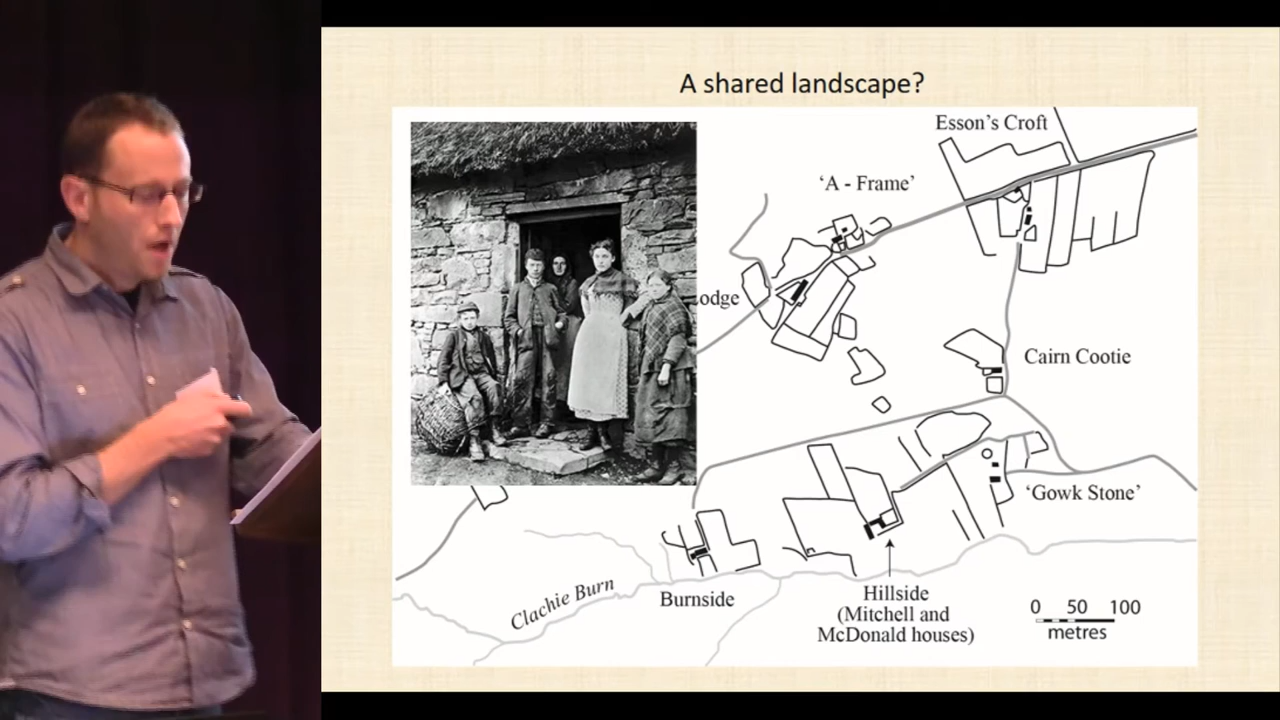 A shared landscape?
Esson's Croft
‘A - Frame’
odge
Cairn Cootie
‘Gowk Stone’
Clachie Burn
Burnside
Hillside
(Mitchell and
McDonald houses)
0 50 100
metres